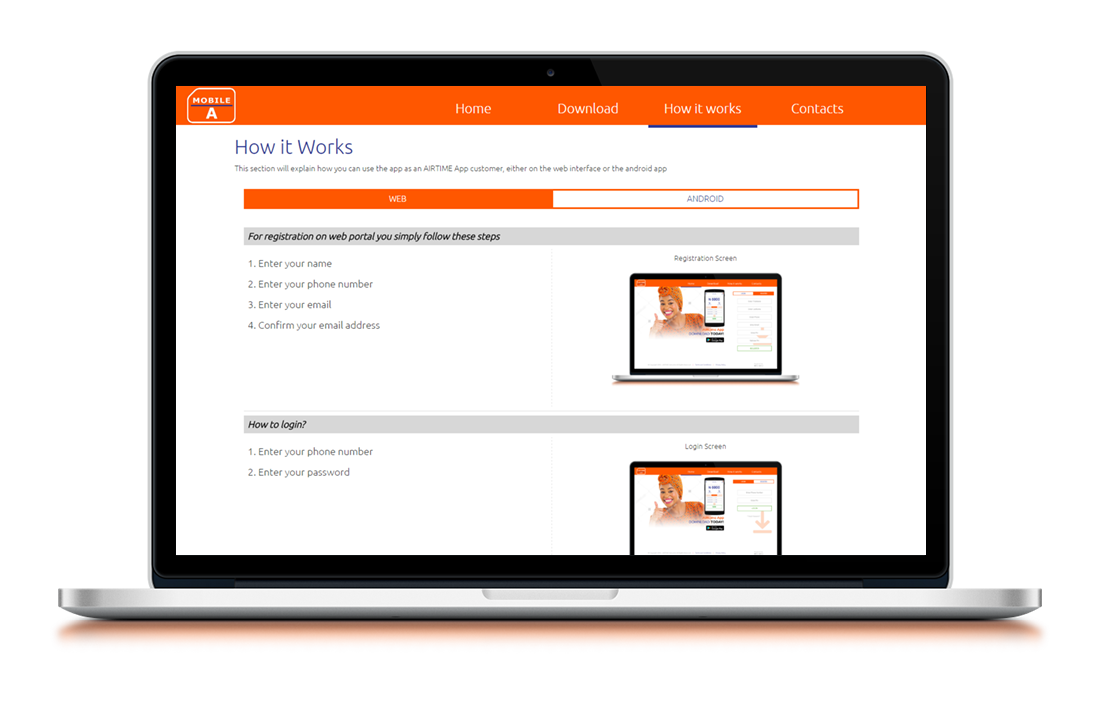 MOBILE
A
Home
Download
How it works
Contacts
How it Works
This section will explain how you can use the app as an AIRTIME App customer, either on the web interface or the android app
WEB
ANDROID
For registration on web portal you simply follow these steps
1. Enter your name
2. Enter your phone number
3. Enter your email
4. Confirm your email address
Registration Screen
DOWNLOAD TODAY!
How to login?
1. Enter your phone number
2. Enter your password
Login Screen
DOWNLOAD TODAY!